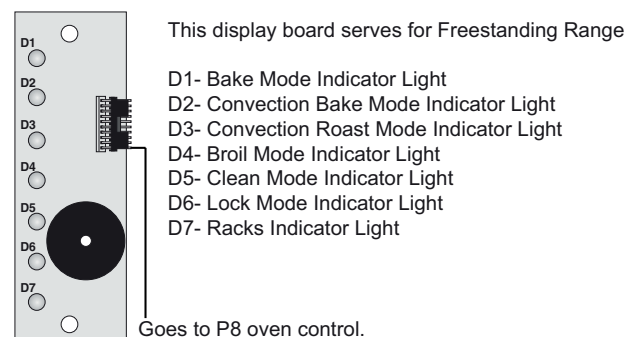 This display board serves for Freestanding Range
D1
D2
D3
D4
D5
D6
D7
D1- Bake Mode Indicator Light
D2- Convection Bake Mode Indicator Light
D3- Convection Roast Mode Indicator Light
D4- Broil Mode Indicator Light
D5- Clean Mode Indicator Light
D6- Lock Mode Indicator Light
D7- Racks Indicator Light
Goes to P8 oven control.